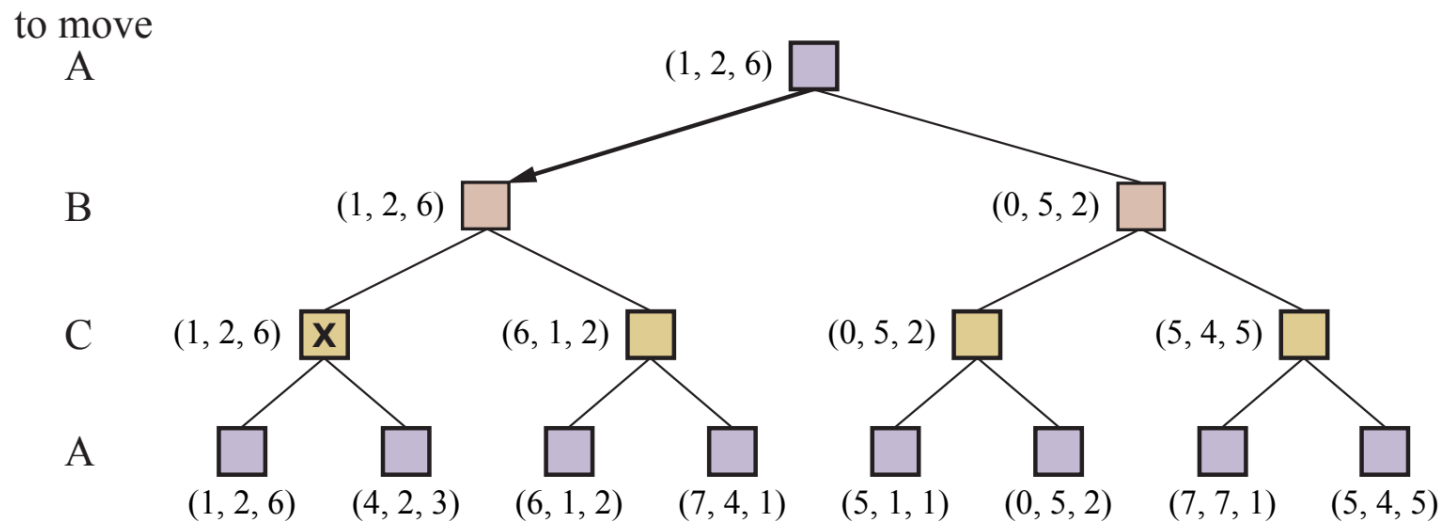 to move
A (1, 2, 6)
B (1, 2, 6) (0, 5, 2)
C (1, 2, 6) X (6, 1, 2) (0, 5, 2) (5, 4, 5)
A
(1, 2, 6) (4, 2, 3) (6, 1, 2) (7, 4, 1) (5, 1, 1) (0, 5, 2) (7, 7, 1) (5, 4, 5)